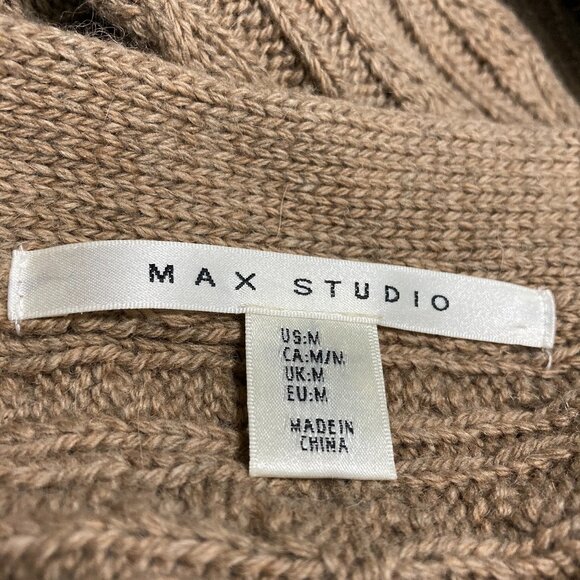 MAX STUDIO
US:M
CA:M/M
UK:M
EU:M
MADE IN
CHINA